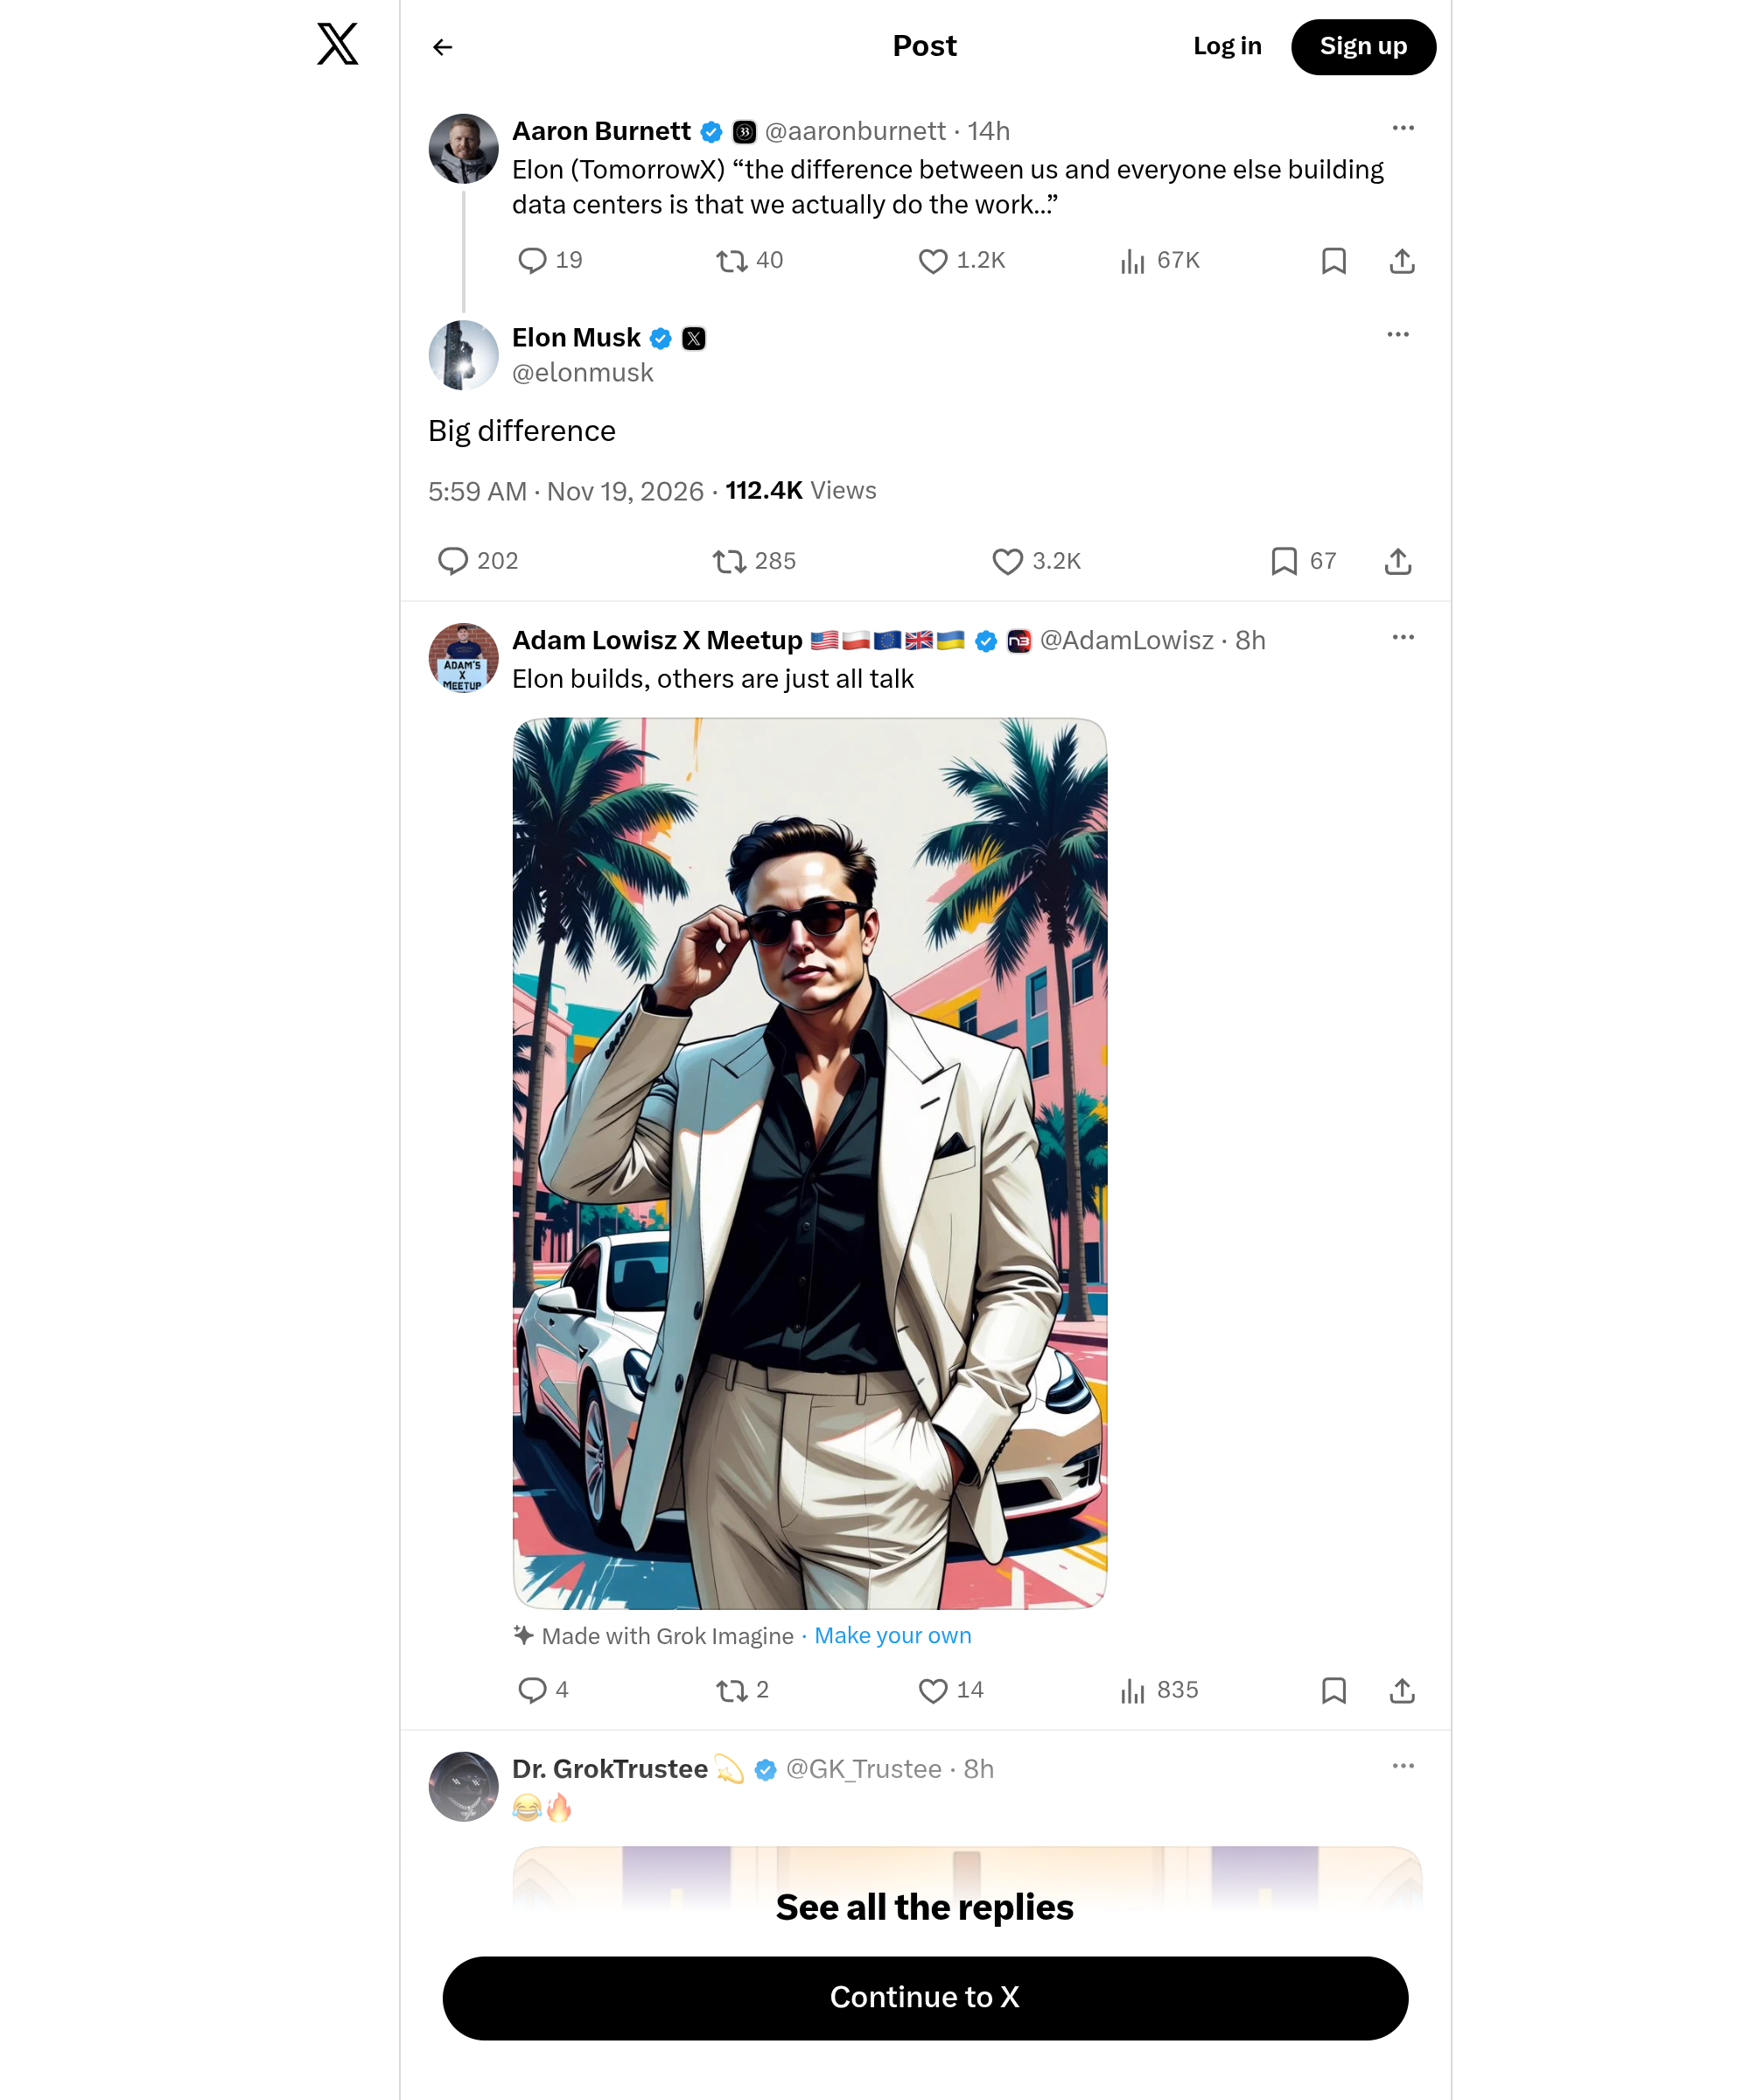 Post
Log in
Sign up
Aaron Burnett @aaronburnett · 14h
Elon (TomorrowX) “the difference between us and everyone else building
data centers is that we actually do the work...”
19 40 1.2K 67K
Elon Musk
@elonmusk
Big difference
5:59 AM · Nov 19, 2026 · 112.4K Views
202 285 3.2K 67
Adam Lowisz X Meetup 🇺🇸🇵🇱🇪🇺🇬🇧🇺🇦 @AdamLowisz · 8h
ADAM'S
X
MEETUP
Elon builds, others are just all talk
Made with Grok Imagine · Make your own
4 2 14 835
Dr. GrokTrustee 💫 @GK_Trustee · 8h
😂🔥
See all the replies
Continue to X